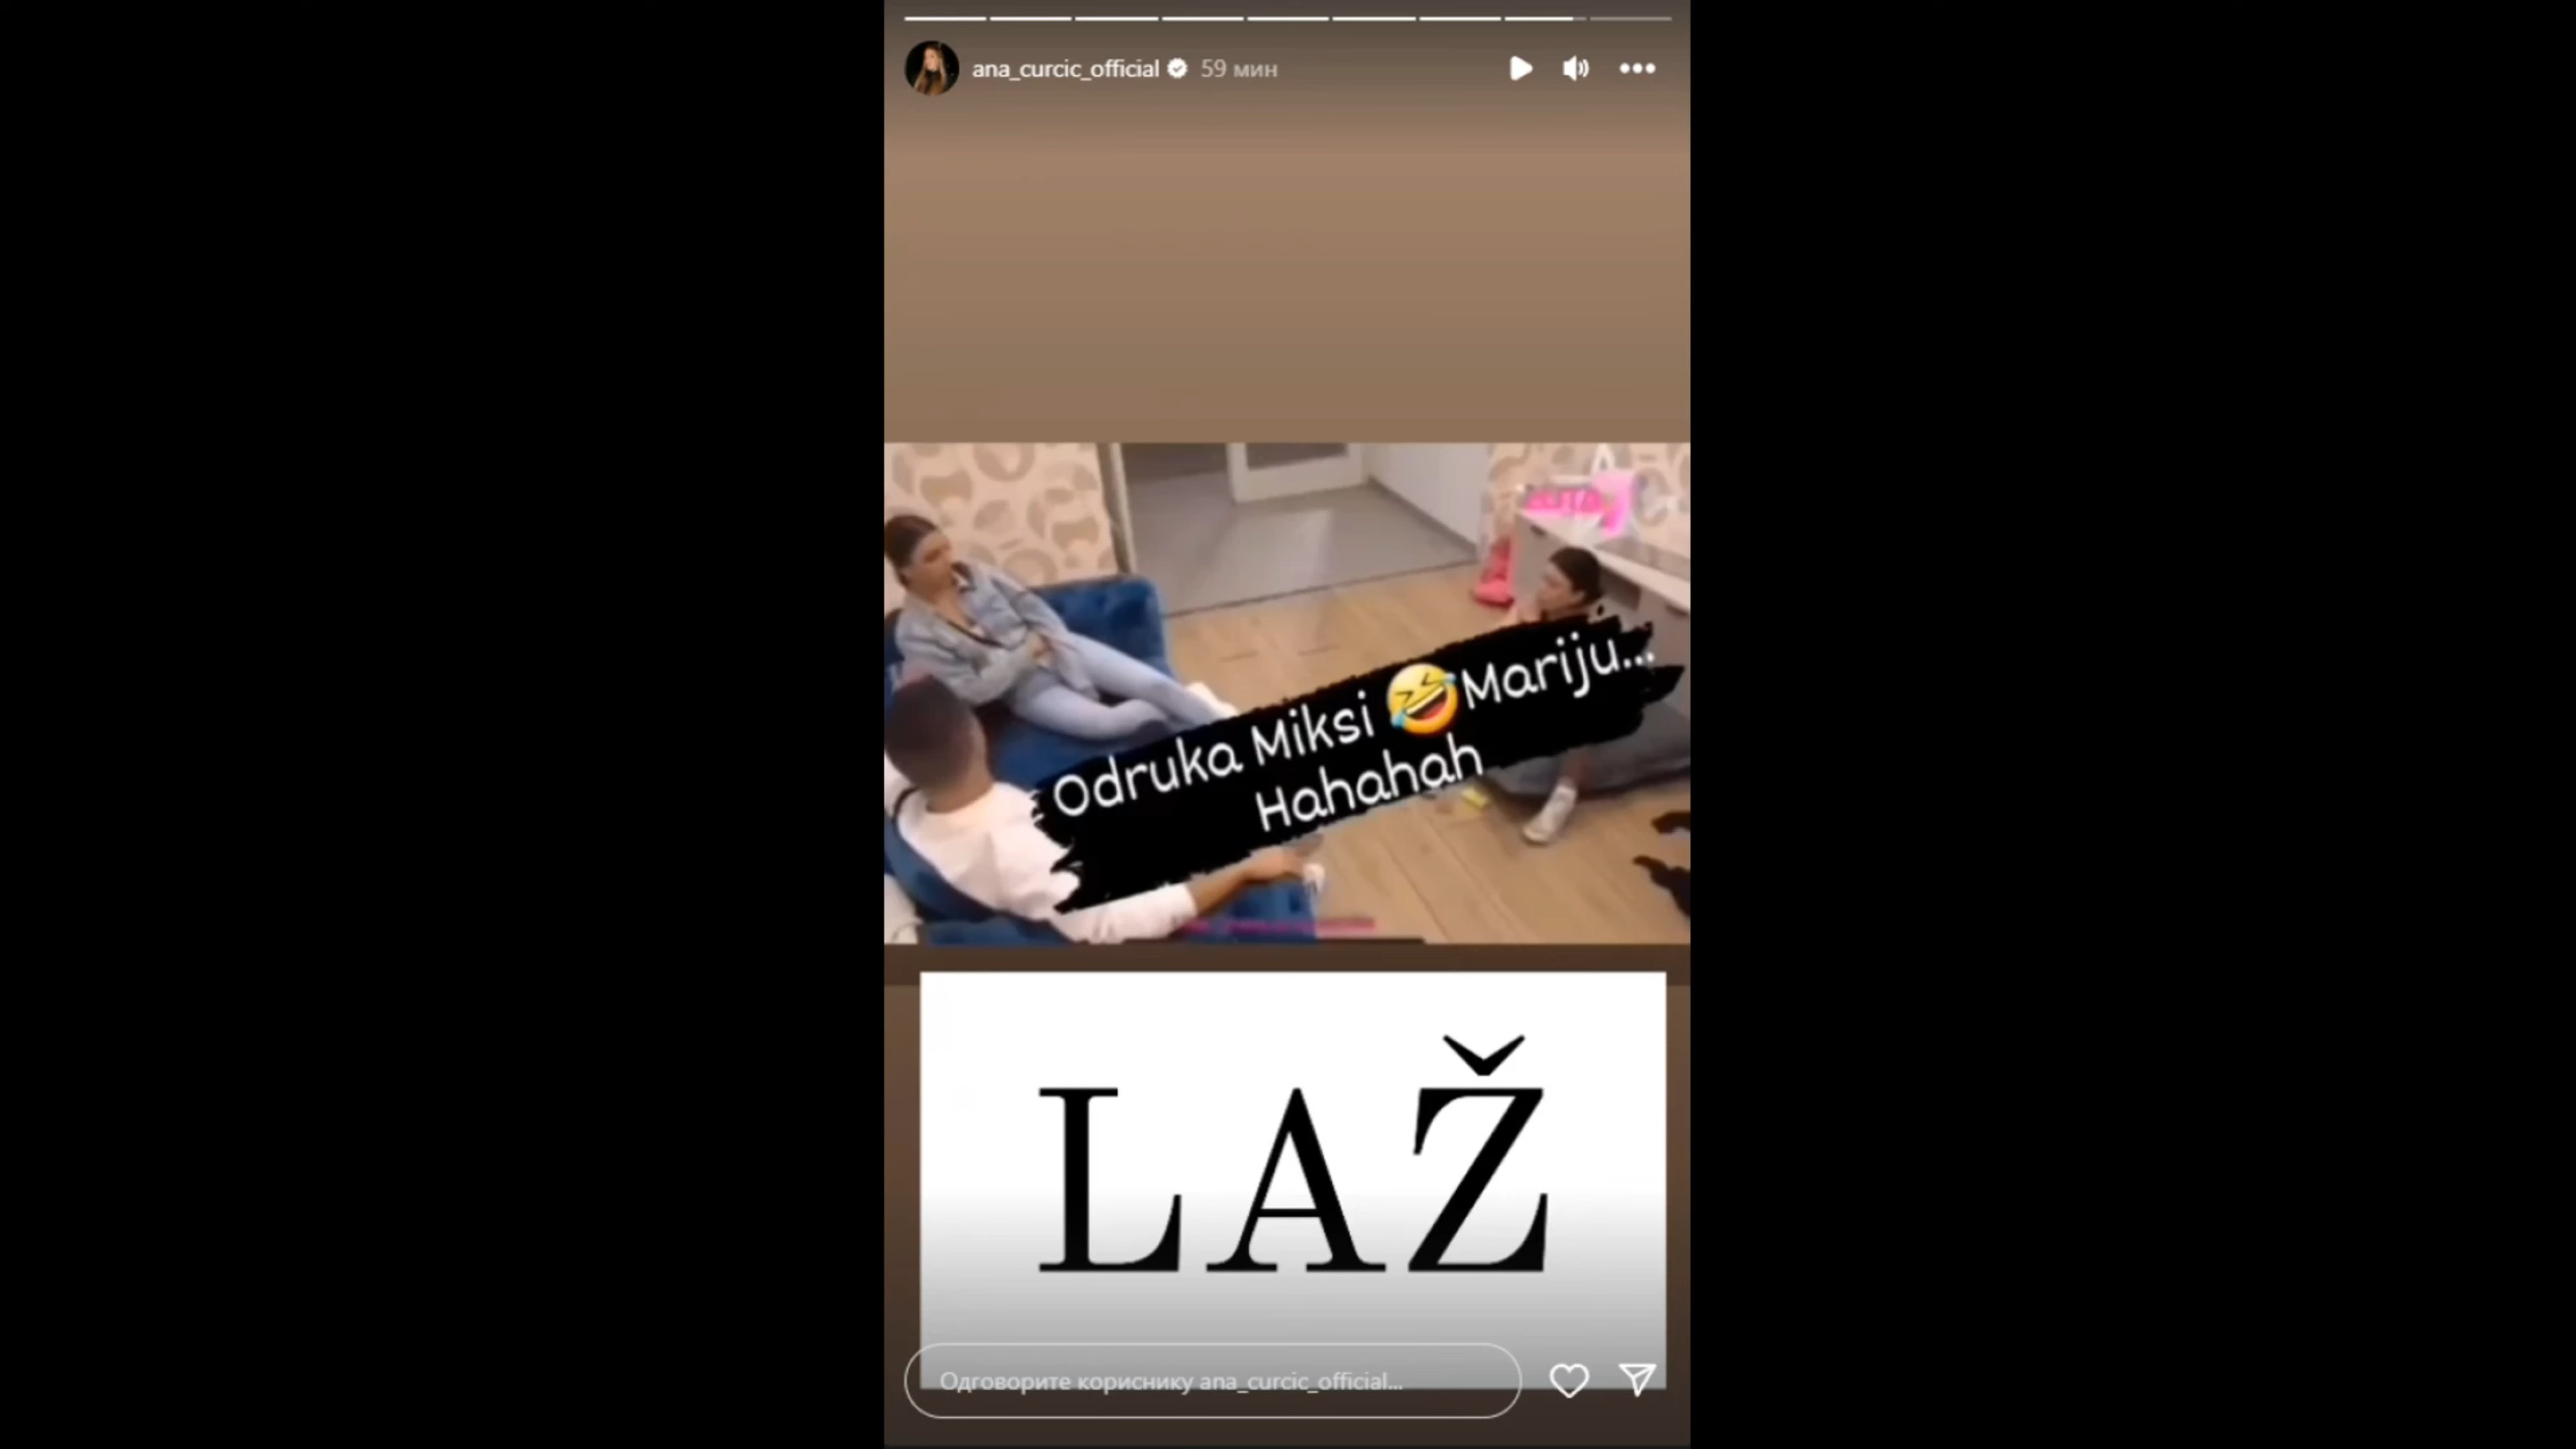 ana_curcic_official 59 мин
Odruka Miksi 🤣Mariju...
Hahahah
LAŽ
Одговорите кориснику ana_curcic_official...